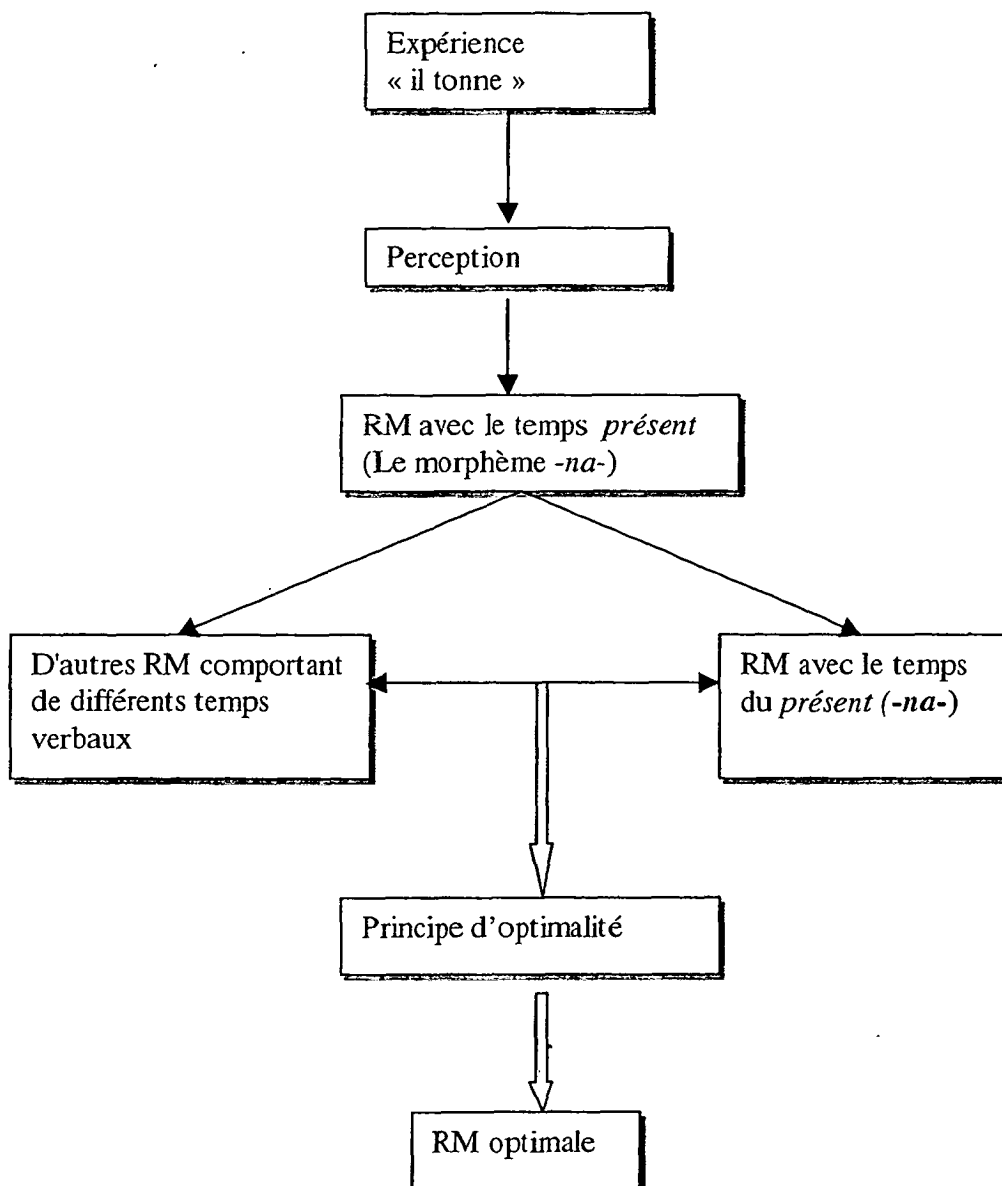 Expérience
« il tonne »
Perception
RM avec le temps présent
(Le morphème -na-)
D'autres RM comportant
de différents temps
verbaux
RM avec le temps
du présent (-na-)
Principe d'optimalité
RM optimale